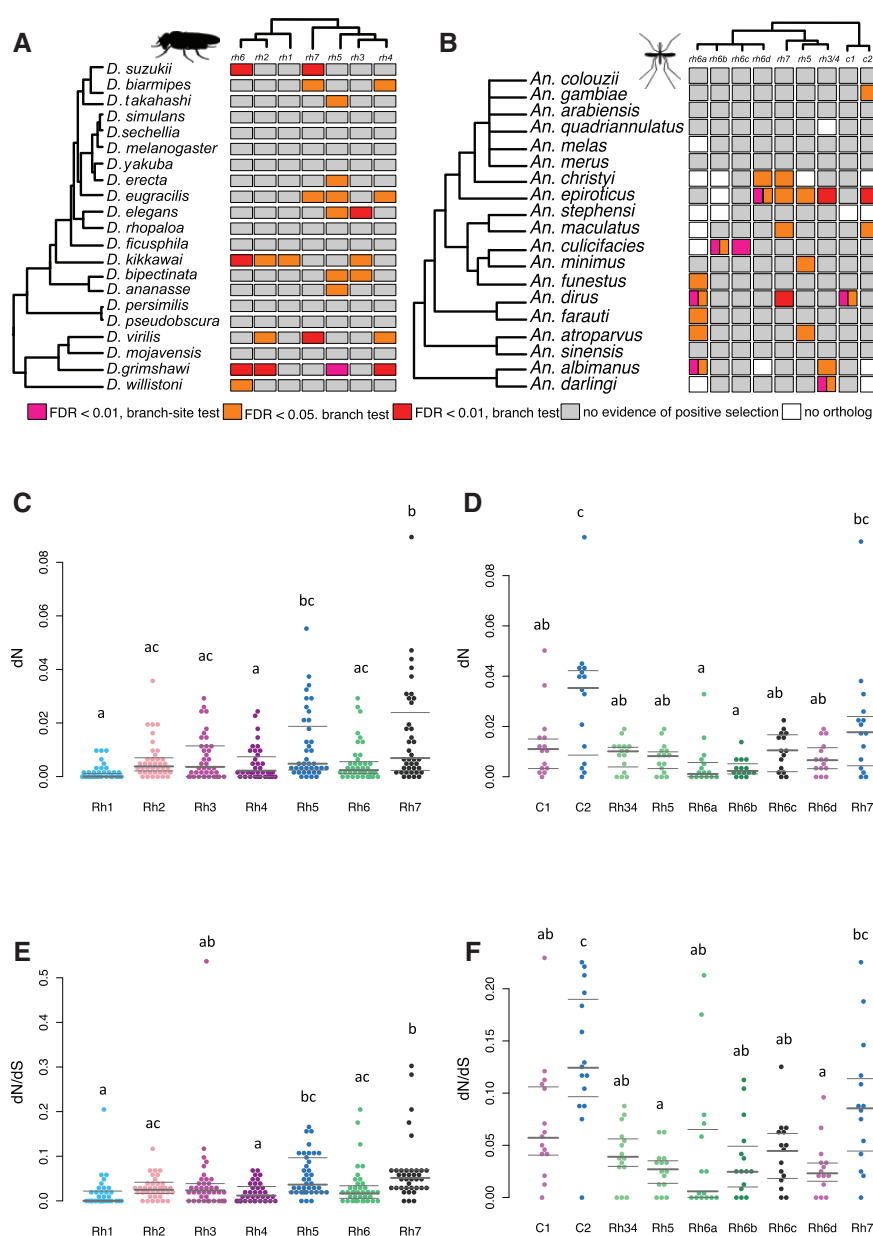 A
B
rh6 rh2 rh1 rh7 rh5 rh3 rh4
D. suzukii
D. biarmipes
D. takahashi
D. simulans
D.sechellia
D. melanogaster
D. yakuba
D. erecta
D. eugracilis
D. elegans
D. rhopaloa
D. ficusphila
D. kikkawai
D. bipectinata
D. ananasse
D. persimilis
D. pseudobscura
D. virilis
D. mojavensis
D.grimshawi
D. willistoni
rh6a rh6b rh6c rh6d rh7 rh5 rh3/4 c1 c2
An. colouzii
An. gambiae
An. arabiensis
An. quadriannulatus
An. melas
An. merus
An. christyi
An. epiroticus
An. stephensi
An. maculatus
An. culicifacies
An. minimus
An. funestus
An. dirus
An. farauti
An. atroparvus
An. sinensis
An. albimanus
An. darlingi
FDR < 0.01, branch-site test FDR < 0.05. branch test FDR < 0.01, branch test no evidence of positive selection no ortholog
C
b
bc
ac
ac
a
ac
a
dN
0.08
0.06
0.04
0.02
0.00
Rh1 Rh2 Rh3 Rh4 Rh5 Rh6 Rh7
D
c
bc
ab
ab
ab
a
a
ab
ab
dN
0.08
0.06
0.04
0.02
0.00
C1 C2 Rh34 Rh5 Rh6a Rh6b Rh6c Rh6d Rh7
E
ab
b
a
ac
a
bc
ac
dN/dS
0.5
0.4
0.3
0.2
0.1
0.0
Rh1 Rh2 Rh3 Rh4 Rh5 Rh6 Rh7
F
ab
c
ab
bc
ab
a
ab
ab
a
dN/dS
0.20
0.15
0.10
0.05
0.00
C1 C2 Rh34 Rh5 Rh6a Rh6b Rh6c Rh6d Rh7